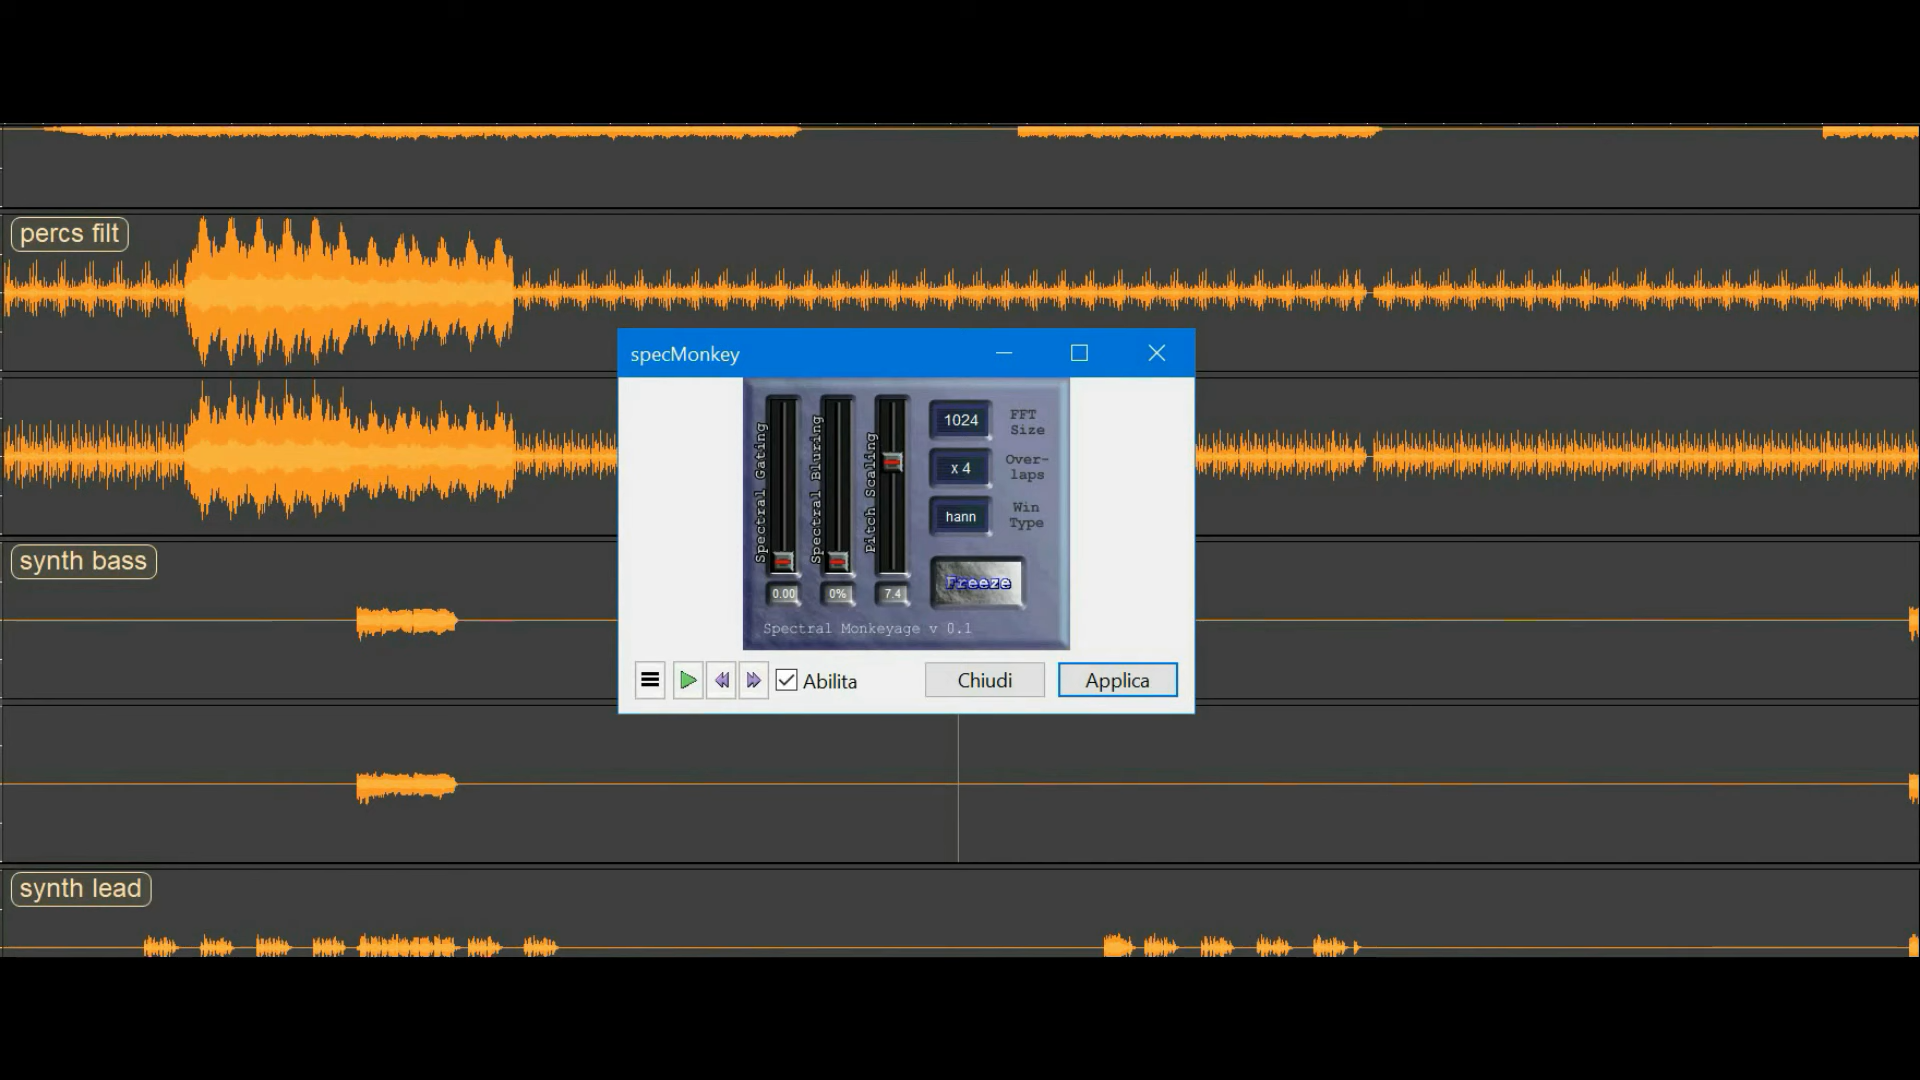 percs filt
specMonkey
Spectral Gating
Spectral Bluring
Pitch Scaling
1024
FFT
Size
x 4
Over-
laps
hann
Win
Type
Freeze
0.00
0%
7.4
Spectral Monkeyage v 0.1
Abilita
Chiudi
Applica
synth bass
synth lead